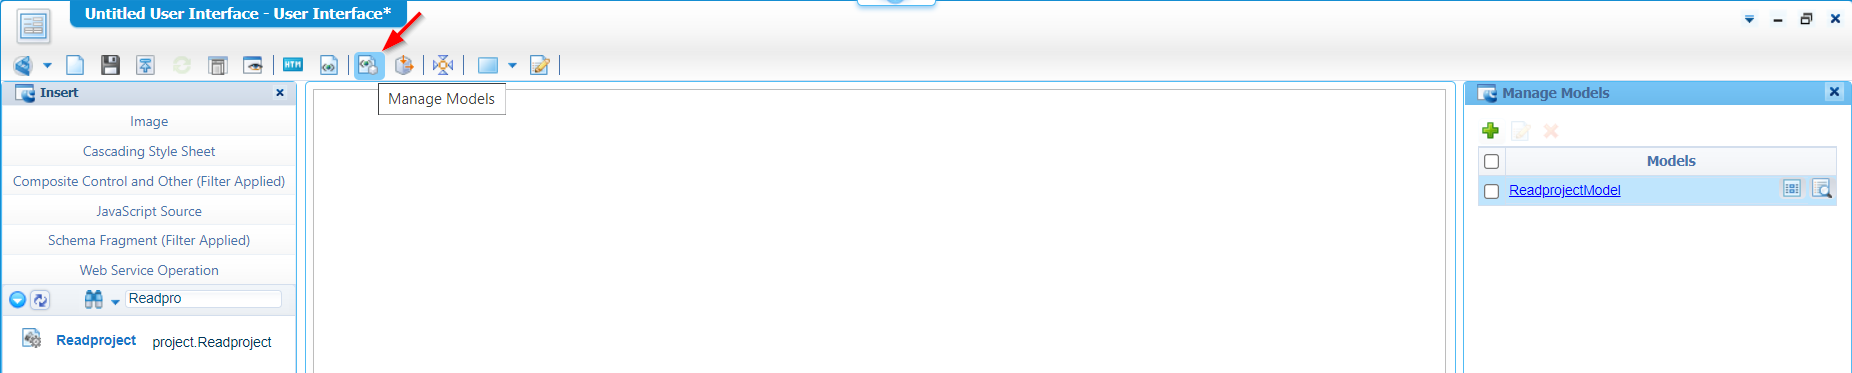 Untitled User Interface - User Interface*
HTM
Manage Models
Insert
Image
Cascading Style Sheet
Composite Control and Other (Filter Applied)
JavaScript Source
Schema Fragment (Filter Applied)
Web Service Operation
Readpro
Readproject project.Readproject
Manage Models
Models
ReadprojectModel